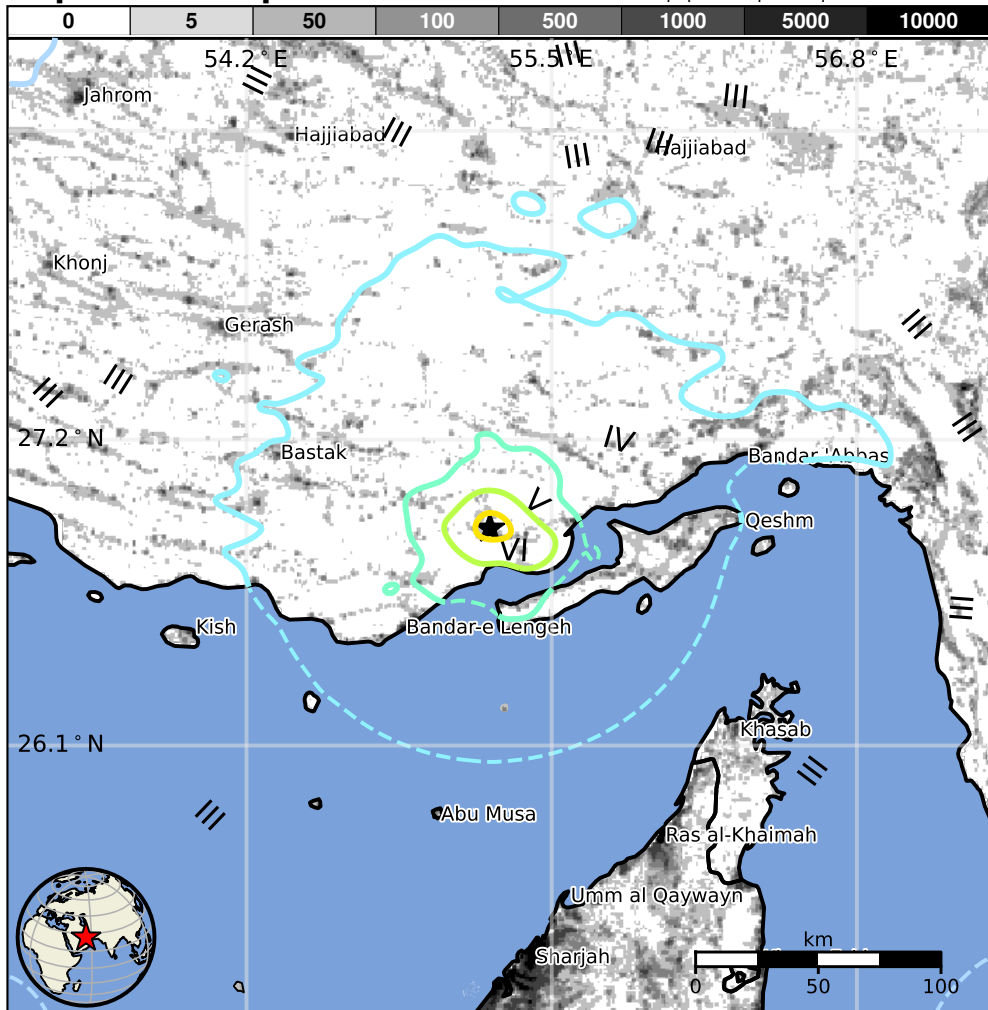 0 5 50 100 500 1000 5000 10000
54.2°E 55.5°E 56.8°E
III
III
Jahrom
III
Hajjiabad III
III Hajjiabad
III
Khonj
Gerash
III
III
III
27.2°N
IV
III
Bastak
Bandar 'Abbas
V
Qeshm
VI
III
Kish
Bandar-e Lengeh
Khasab
26.1°N
III
III
Abu Musa
Ras al-Khaimah
Umm al Qaywayn
km
Sharjah
0 50 100